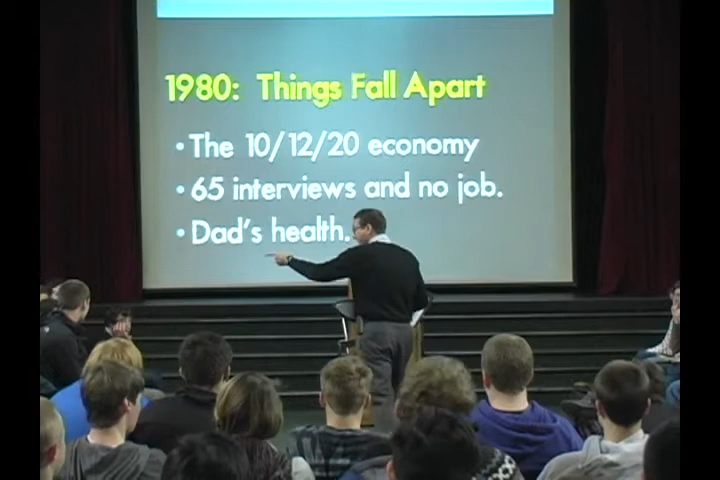 1980: Things Fall Apart
• The 10/12/20 economy
• 65 interviews and no job.
• Dad's health.